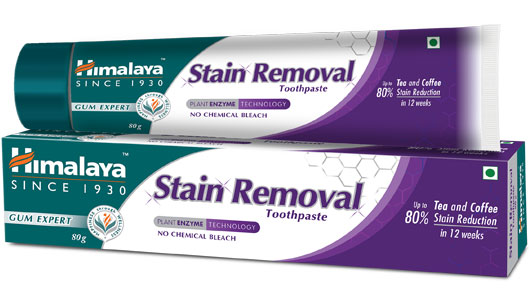 Himalaya™
SINCE 1930
GUM EXPERT
80g
Stain Removal
Toothpaste
PLANT ENZYME TECHNOLOGY
NO CHEMICAL BLEACH
Up to
80%
Tea and Coffee
Stain Reduction
in 12 weeks
Himalaya™
SINCE 1930
GUM EXPERT
80g
Stain Removal
Toothpaste
PLANT ENZYME TECHNOLOGY
NO CHEMICAL BLEACH
Up to
80%
Tea and Coffee
Stain Reduction
in 12 weeks